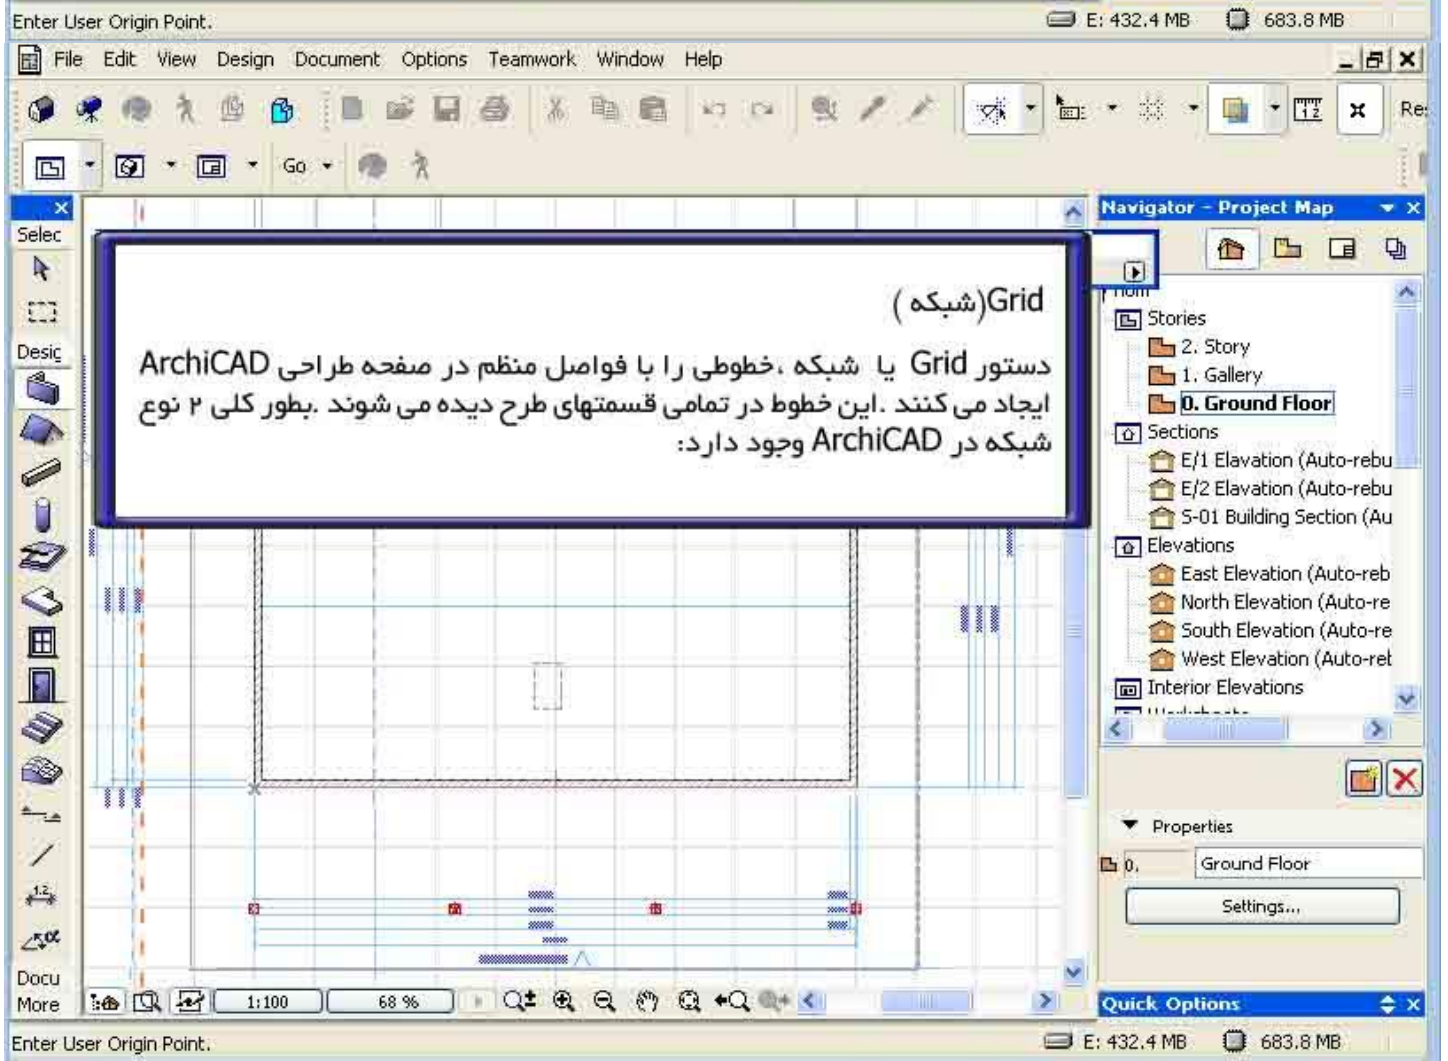 Enter User Origin Point.
E: 432.4 MB
683.8 MB
File Edit View Design Document Options Teamwork Window Help
Go
Selec
Desig
Docu
More
Grid(شبکه )
دستور Grid یا شبکه ،خطوطی را با فواصل منظم در صفحه طراحی ArchiCAD
ایجاد می کنند .این خطوط در تمامی قسمتهای طرح دیده می شوند .بطور کلی ۲ نوع
شبکه در ArchiCAD وجود دارد:
Navigator - Project Map
Stories
2. Story
1. Gallery
0. Ground Floor
Sections
E/1 Elavation (Auto-rebu
E/2 Elavation (Auto-rebu
S-01 Building Section (Au
Elevations
East Elevation (Auto-reb
North Elevation (Auto-re
South Elevation (Auto-re
West Elevation (Auto-reb
Interior Elevations
Properties
0.
Ground Floor
Settings...
1:100
68 %
Quick Options
Enter User Origin Point.
E: 432.4 MB
683.8 MB